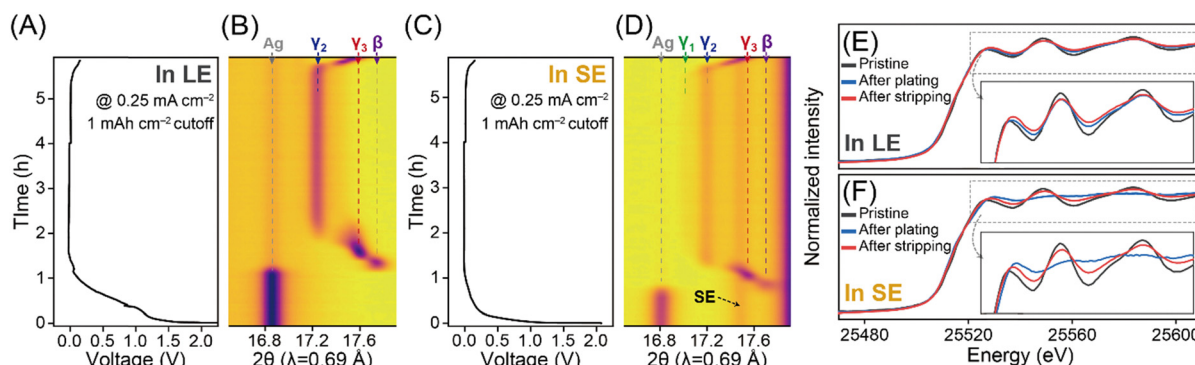 (A)
In LE
@ 0.25 mA cm⁻²
1 mAh cm⁻² cutoff
TIme (h)
5
4
3
2
1
0
0.0 0.5 1.0 1.5 2.0
Voltage (V)
(B)
Ag γ₂ γ₃ β
16.8 17.2 17.6
2θ (λ=0.69 Å)
(C)
In SE
@ 0.25 mA cm⁻²
1 mAh cm⁻² cutoff
TIme (h)
5
4
3
2
1
0
0.0 0.5 1.0 1.5 2.0
Voltage (V)
(D)
Ag γ₁ γ₂ γ₃ β
SE
16.8 17.2 17.6
2θ (λ=0.69 Å)
Normalized intensity
(E)
Pristine
After plating
After stripping
In LE
(F)
Pristine
After plating
After stripping
In SE
25480 25520 25560 25600
Energy (eV)